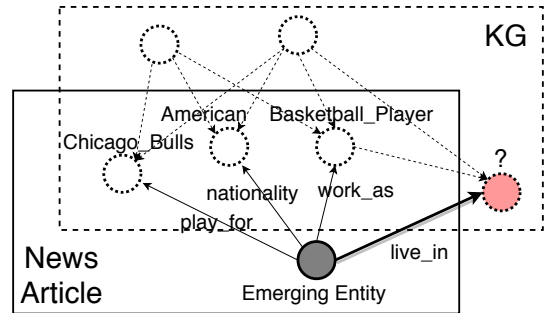 KG
American
Basketball_Player
Chicago_Bulls
?
nationality
work_as
play_for
live_in
News
Article
Emerging Entity